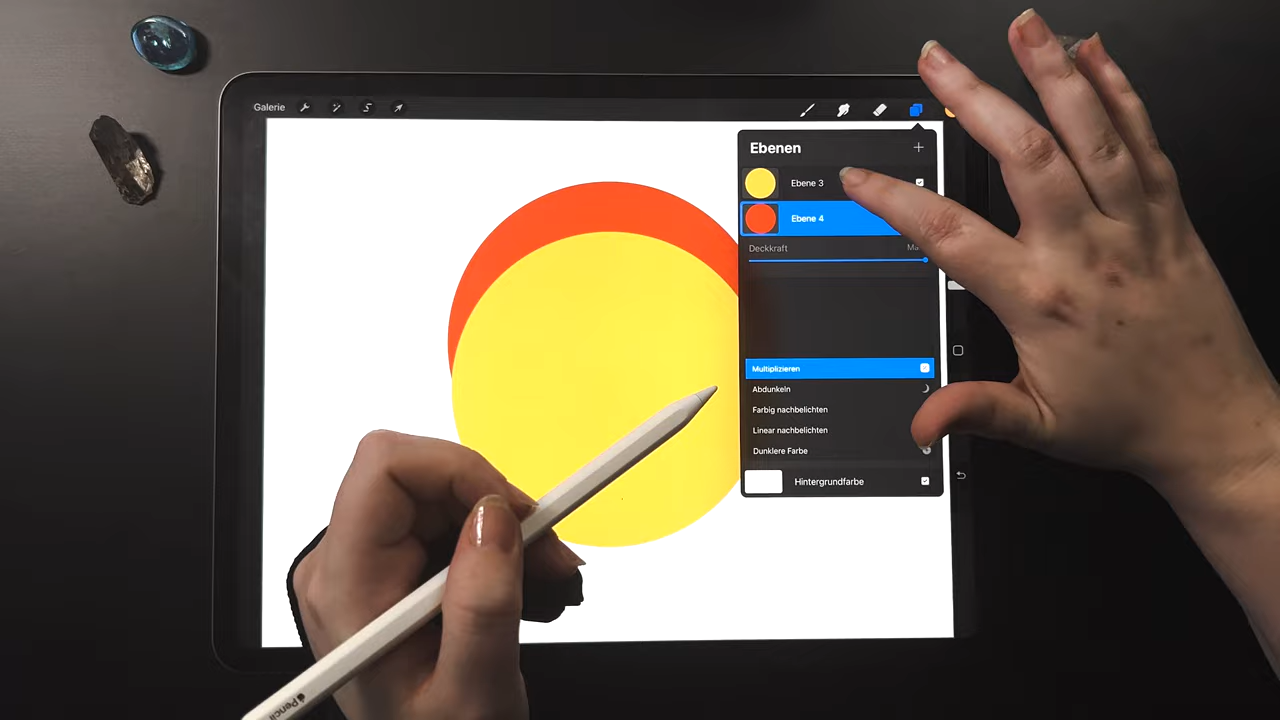 Galerie
Ebenen
Ebene 3
Ebene 4
Deckkraft
Multiplizieren
Abdunkeln
Farbig nachbelichten
Linear nachbelichten
Dunklere Farbe
Hintergrundfarbe
Pencil